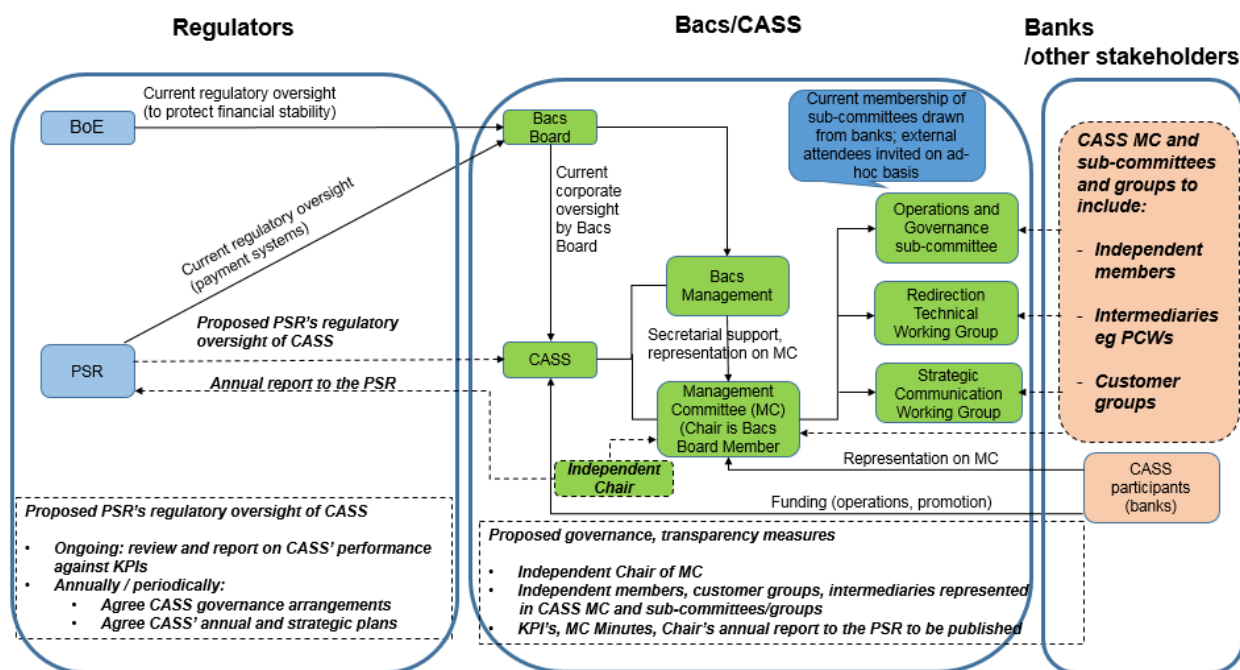 Regulators
Bacs/CASS
Banks
/other stakeholders
Current regulatory oversight
(to protect financial stability)
BoE
Current regulatory oversight
(payment systems)
Proposed PSR's regulatory
oversight of CASS
PSR
Annual report to the PSR
Proposed PSR's regulatory oversight of CASS
• Ongoing: review and report on CASS' performance
against KPIs
• Annually / periodically:
• Agree CASS governance arrangements
• Agree CASS' annual and strategic plans
Bacs
Board
Current
corporate
oversight
by Bacs
Board
Current membership of
sub-committees drawn
from banks; external
attendees invited on ad-
hoc basis
Bacs
Management
Secretarial support,
representation on MC
CASS
Management
Committee (MC)
(Chair is Bacs
Board Member
Independent
Chair
Operations and
Governance
sub-committee
Redirection
Technical
Working Group
Strategic
Communication
Working Group
Representation on MC
Funding (operations, promotion)
Proposed governance, transparency measures
• Independent Chair of MC
• Independent members, customer groups, intermediaries represented
in CASS MC and sub-committees/groups
• KPI's, MC Minutes, Chair's annual report to the PSR to be published
CASS MC and
sub-committees
and groups to
include:
- Independent
members
- Intermediaries
eg PCWs
- Customer
groups
CASS
participants
(banks)